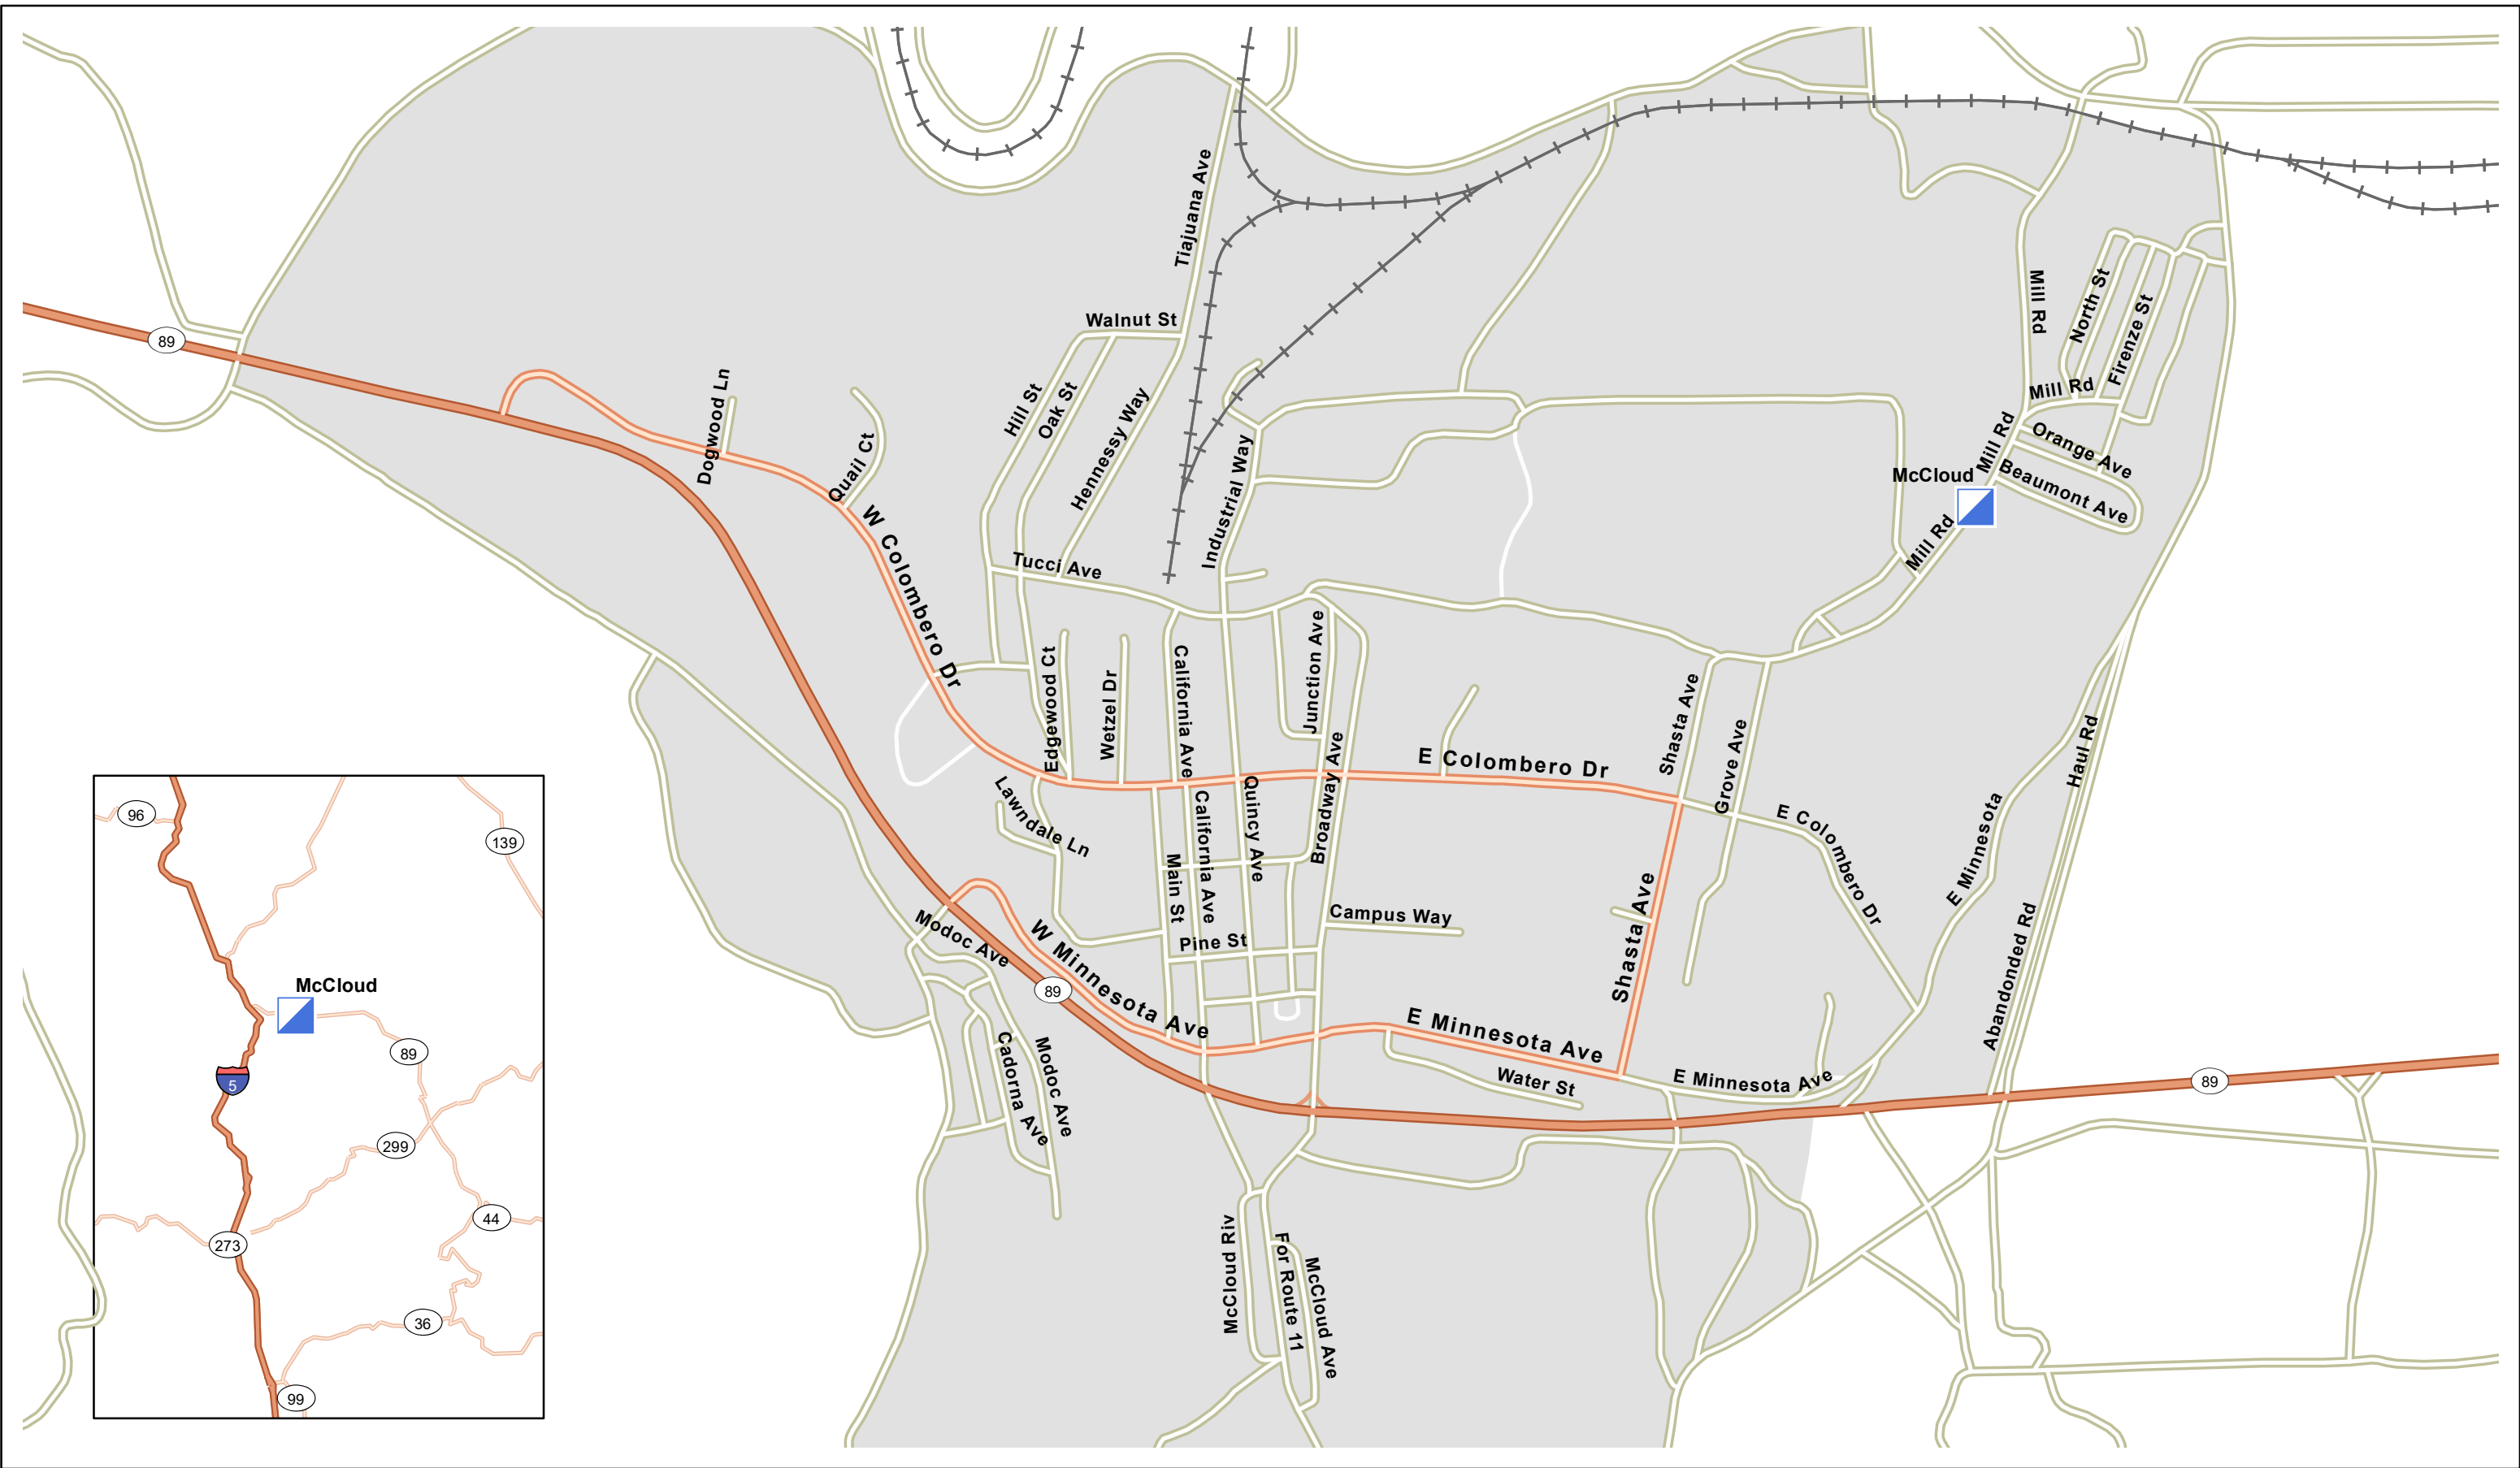 Tiajuana Ave
Walnut St
89
Mill Rd
North St
Firenze St
Mill Rd
Dogwood Ln
Hill St
Oak St
Hennessy Way
Quail Ct
Industrial Way
Mill Rd
Orange Ave
Beaumont Ave
McCloud
Mill Rd
W Colombero Dr
Tucci Ave
Edgewood Ct
Wetzel Dr
California Ave
Junction Ave
Shasta Ave
Grove Ave
Haul Rd
E Colombero Dr
Broadway Ave
Quincy Ave
Lawndale Ln
California Ave
Main St
E Colombero Dr
E Minnesota
Shasta Ave
Campus Way
Pine St
Modoc Ave
W Minnesota Ave
89
Abandonded Rd
E Minnesota Ave
Water St
E Minnesota Ave
89
Cadorna Ave
Modoc Ave
McCloud Riv
For Route 11
McCloud Ave
96
139
McCloud
89
5
299
44
273
36
99